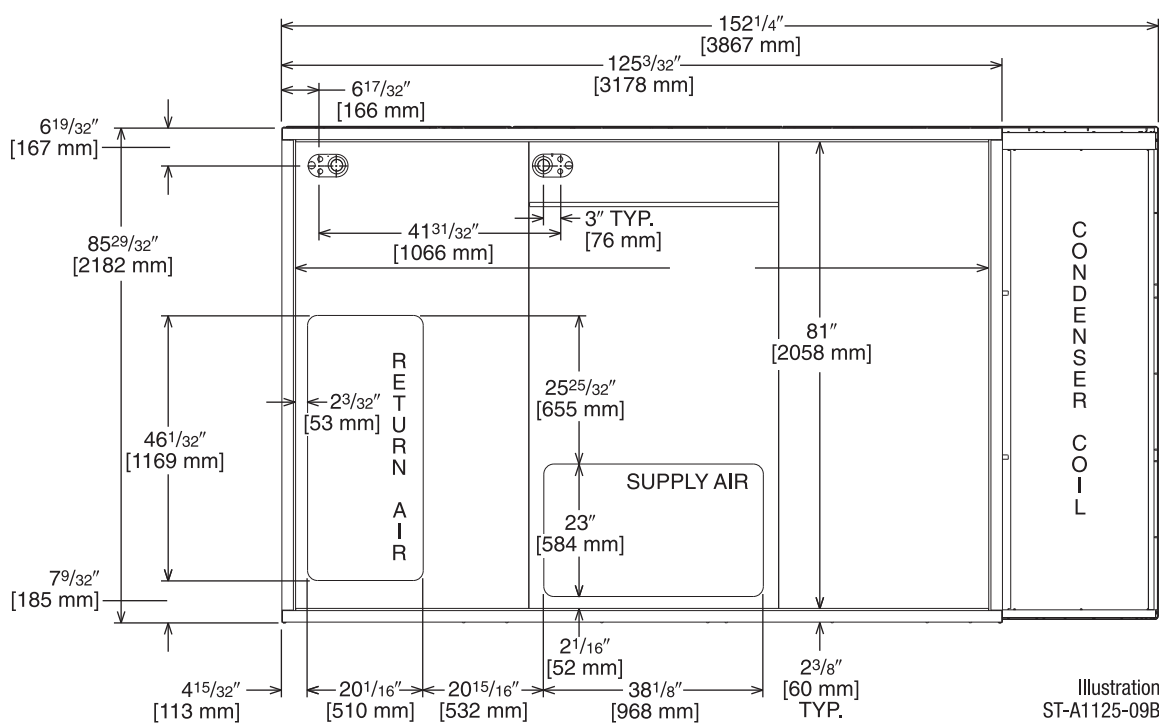 152 1/4"
[3867 mm]
125 3/32"
[3178 mm]
6 17/32"
[166 mm]
6 19/32"
[167 mm]
85 29/32"
[2182 mm]
41 31/32"
[1066 mm]
3" TYP.
[76 mm]
81"
[2058 mm]
CONDENSER COIL
RETURN AIR
2 3/32"
[53 mm]
25 25/32"
[655 mm]
46 1/32"
[1169 mm]
SUPPLY AIR
23"
[584 mm]
7 9/32"
[185 mm]
2 1/16"
[52 mm]
2 3/8"
[60 mm]
TYP.
4 15/32"
[113 mm]
20 1/16"
[510 mm]
20 15/16"
[532 mm]
38 1/8"
[968 mm]
Illustration
ST-A1125-09B